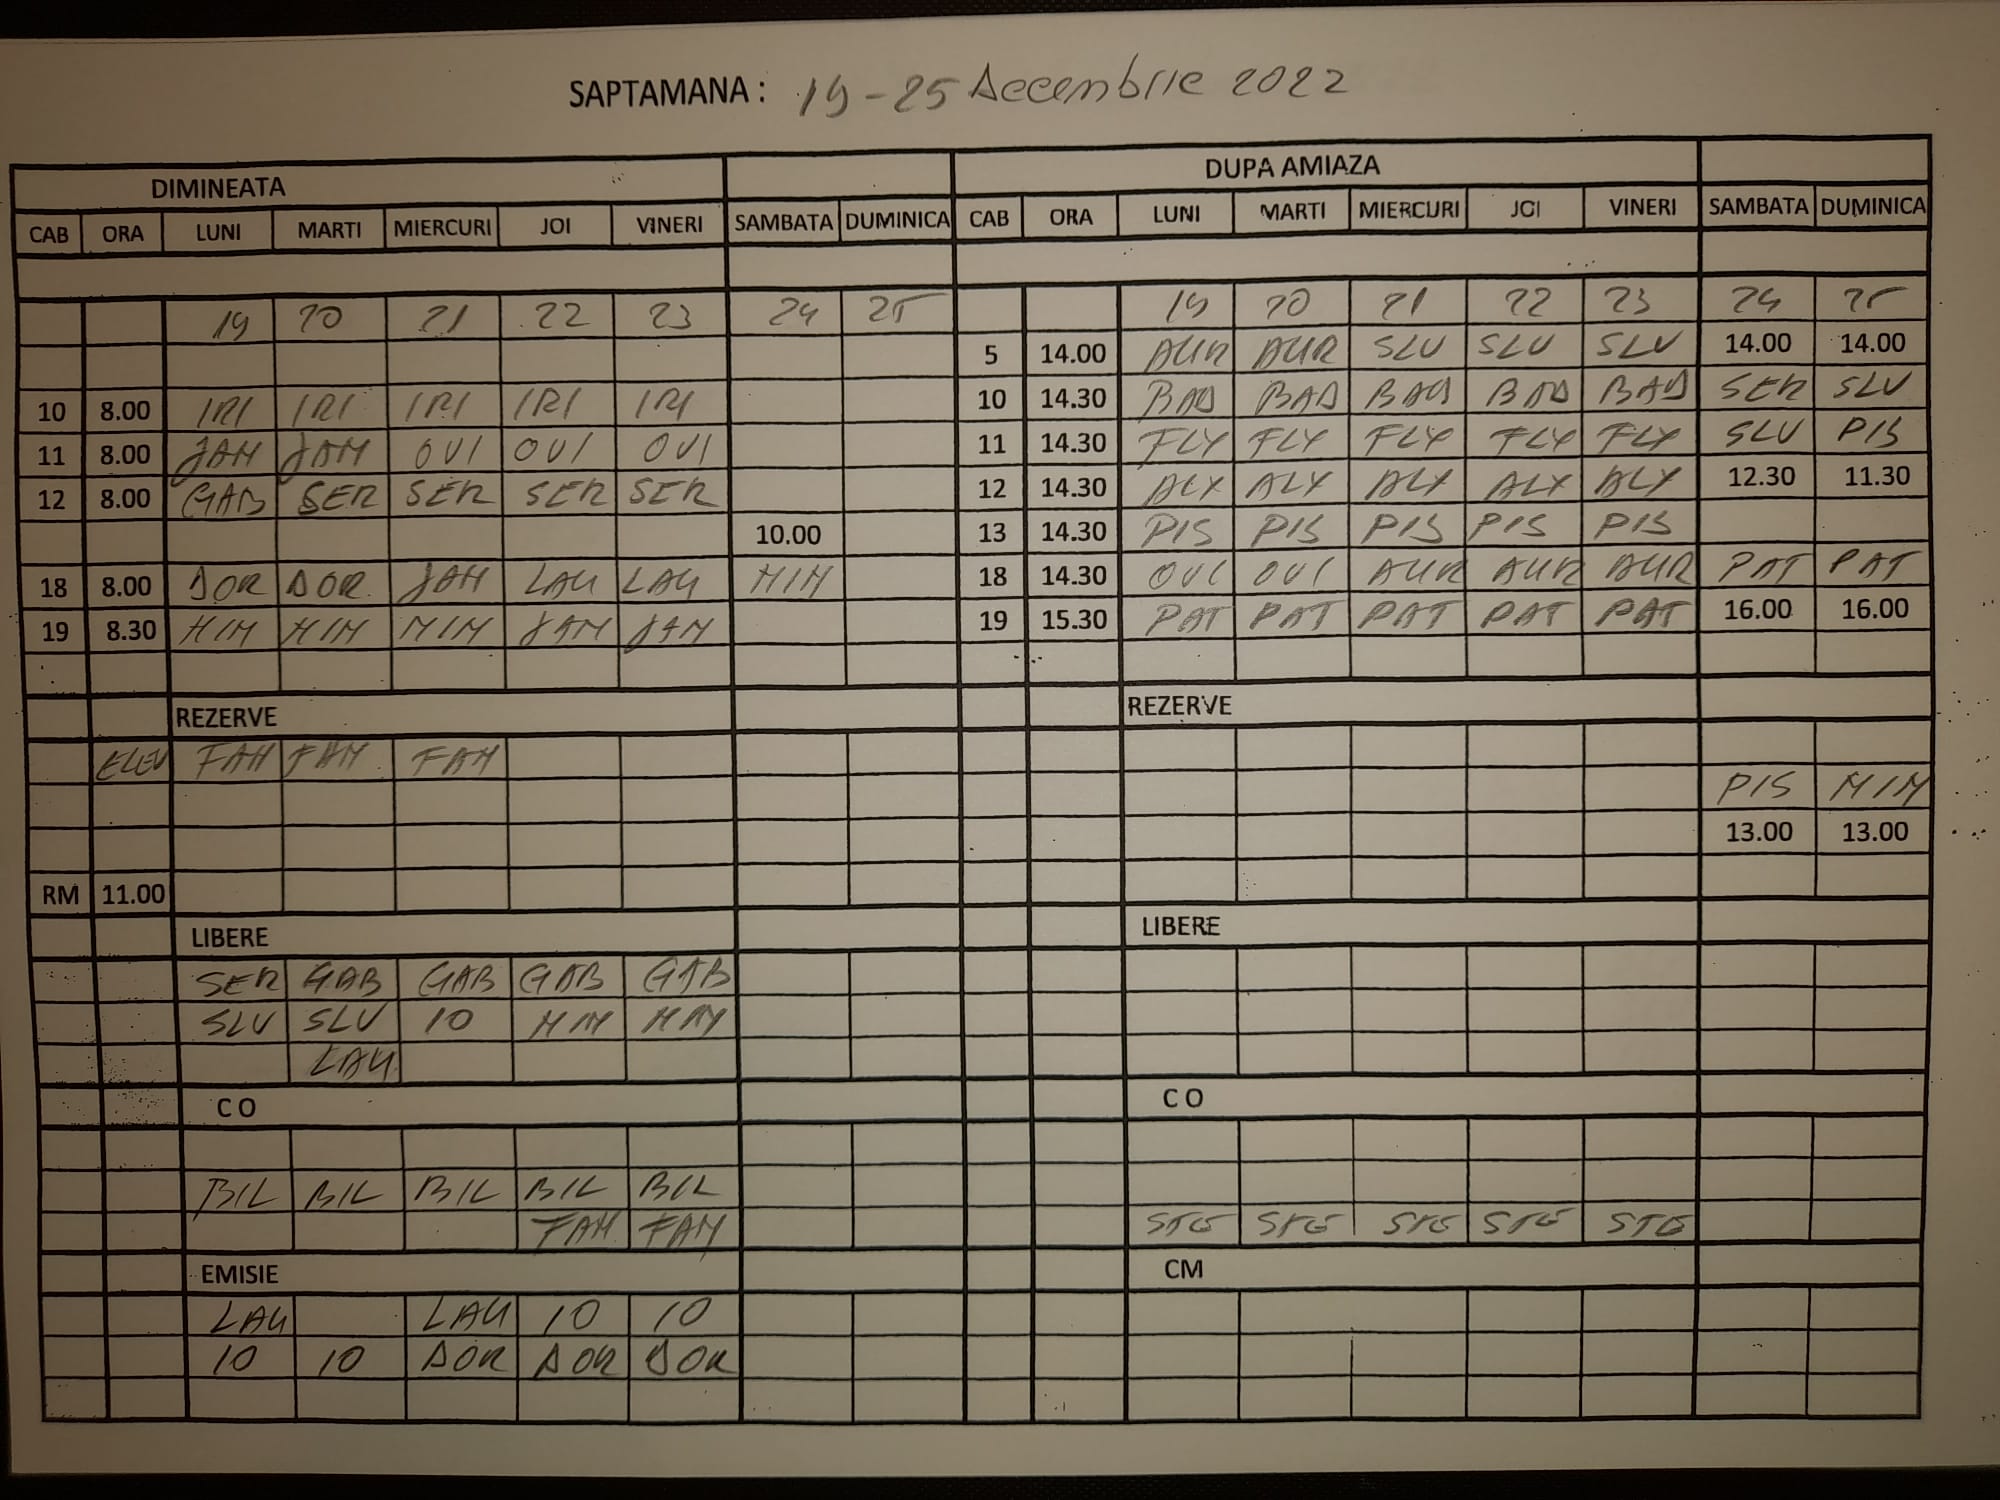 SAPTAMANA : 19-25 Decembrie 2022
DIMINEATA DUPA AMIAZA
CAB ORA LUNI MARTI MIERCURI JOI VINERI SAMBATA DUMINICA CAB ORA LUNI MARTI MIERCURI JOI VINERI SAMBATA DUMINICA
19 20 21 22 23 24 25 19 20 21 22 23 24 25
5 14.00 AUR AUR SLV SLV SLV 14.00 14.00
10 8.00 IRI IRI IRI IRI IRI 10 14.30 BAD BAD BAD BAD BAD SER SLV
11 8.00 JAM JAM OVI OVI OVI 11 14.30 FLY FLY FLY FLY FLY SLV PIS
12 8.00 GAB SER SER SER SER 12 14.30 ALX ALX ALX ALX ALX 12.30 11.30
10.00 13 14.30 PIS PIS PIS PIS PIS
18 8.00 DOR DOR JAM LAU LAU MIM 18 14.30 OVI OVI AUR AUR AUR PAT PAT
19 8.30 MIM MIM MIM JAM JAM 19 15.30 PAT PAT PAT PAT PAT 16.00 16.00
REZERVE REZERVE
ELEV FAM FAM FAM
PIS MIM
13.00 13.00
RM 11.00
LIBERE LIBERE
SER GAB GAB GAB GAB
SLV SLV IO MIM MIM
LAU
C O C O
BIL BIL BIL BIL BIL
FAM FAM STG STG STG STG STG
EMISIE CM
LAU LAU IO IO
IO IO DOR DOR DOR